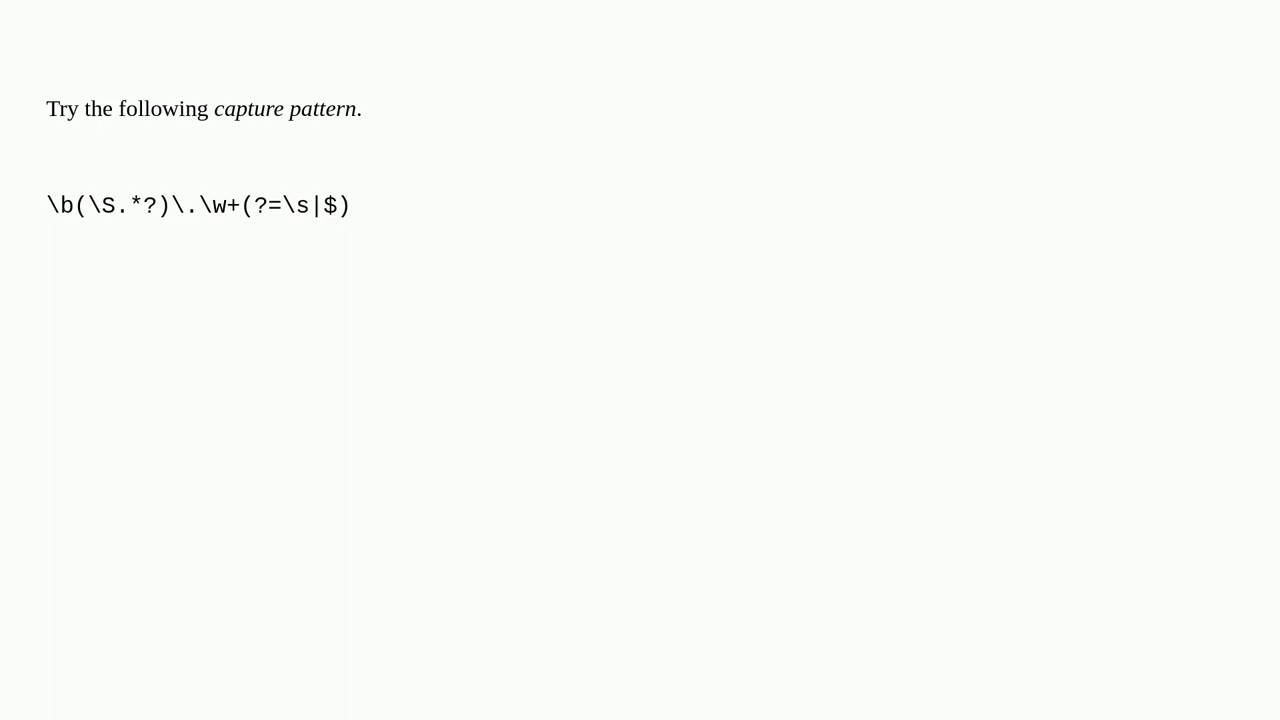 Try the following capture pattern.
\b(\S.*?)\.\w+(?=\s|$)